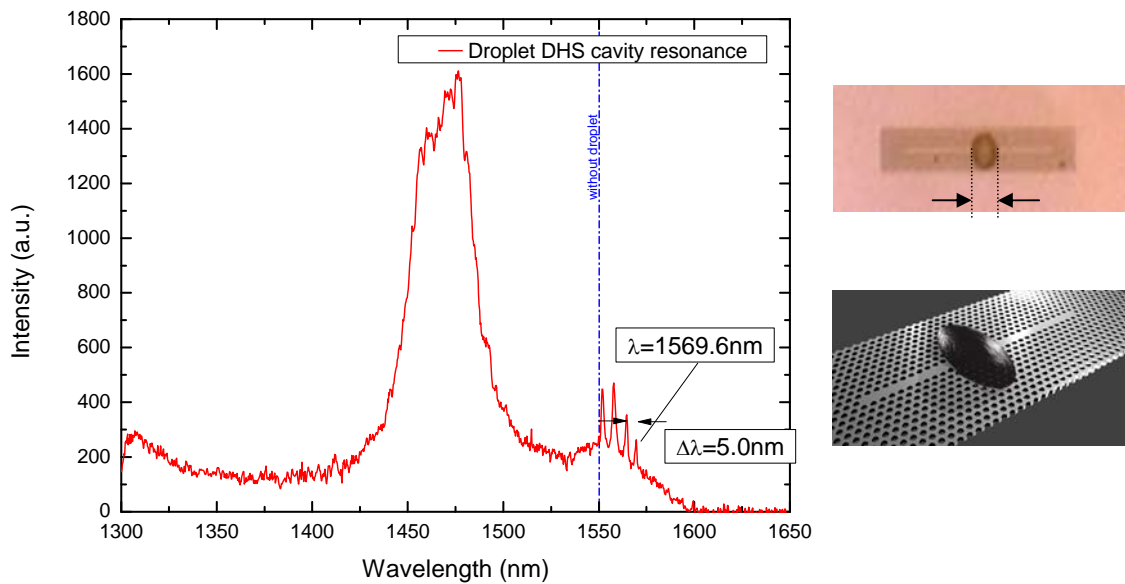 1800
1600
1400
1200
1000
800
600
400
200
0
Intensity (a.u.)
Droplet DHS cavity resonance
without droplet
λ=1569.6nm
Δλ=5.0nm
1300 1350 1400 1450 1500 1550 1600 1650
Wavelength (nm)